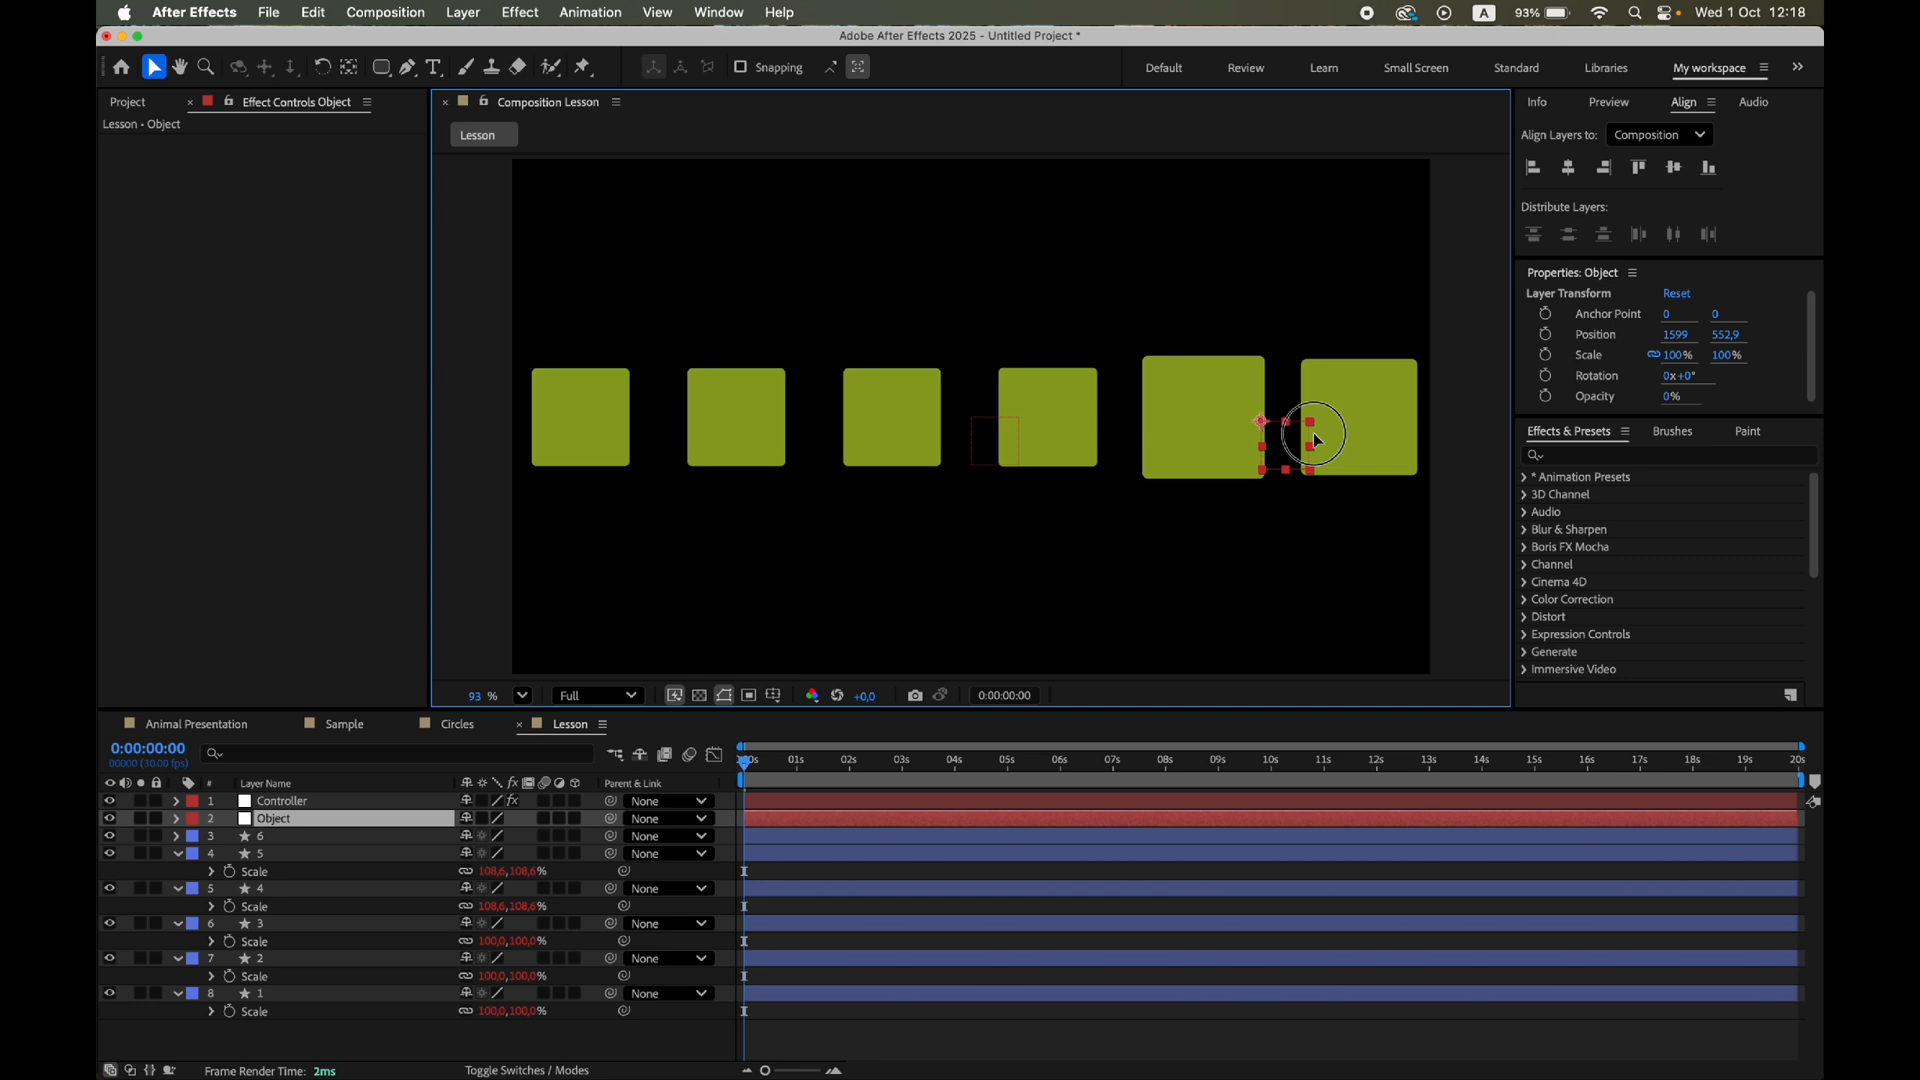 After Effects File Edit Composition Layer Effect Animation View Window Help A 93% Wed 1 Oct 12:18
Adobe After Effects 2025 - Untitled Project *
Snapping Default Review Learn Small Screen Standard Libraries My workspace
Project Effect Controls Object
Lesson - Object
Composition Lesson
Lesson
Info Preview Align Audio
Align Layers to: Composition
Distribute Layers:
Properties: Object
Layer Transform Reset
Anchor Point 0 0
Position 1599 552,9
Scale 100% 100%
Rotation 0x+0°
Opacity 0%
Effects & Presets Brushes Paint
* Animation Presets
3D Channel
Audio
Blur & Sharpen
Boris FX Mocha
Channel
Cinema 4D
Color Correction
Distort
Expression Controls
Generate
Immersive Video
93 % Full +0,0 0:00:00:00
Animal Presentation Sample Circles Lesson
0:00:00:00
00000 (30.00 fps)
01s 02s 03s 04s 05s 06s 07s 08s 09s 10s 11s 12s 13s 14s 15s 16s 17s 18s 19s 20s
# Layer Name fx Parent & Link
1 Controller fx None
2 Object None
3 6 None
4 5 None
Scale 108,6,108,6%
5 4 None
Scale 108,6,108,6%
6 3 None
Scale 100,0,100,0%
7 2 None
Scale 100,0,100,0%
8 1 None
Scale 100,0,100,0%
Frame Render Time: 2ms Toggle Switches / Modes